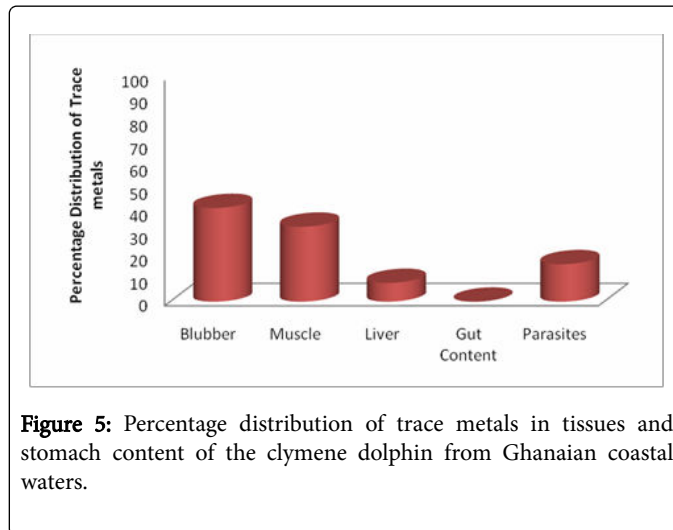 100
90
80
70
60
50
40
30
20
10
0
Percentage Distribution of Trace
metals
Blubber Muscle Liver Gut Content Parasites
Figure 5: Percentage distribution of trace metals in tissues and
stomach content of the clymene dolphin from Ghanaian coastal
waters.